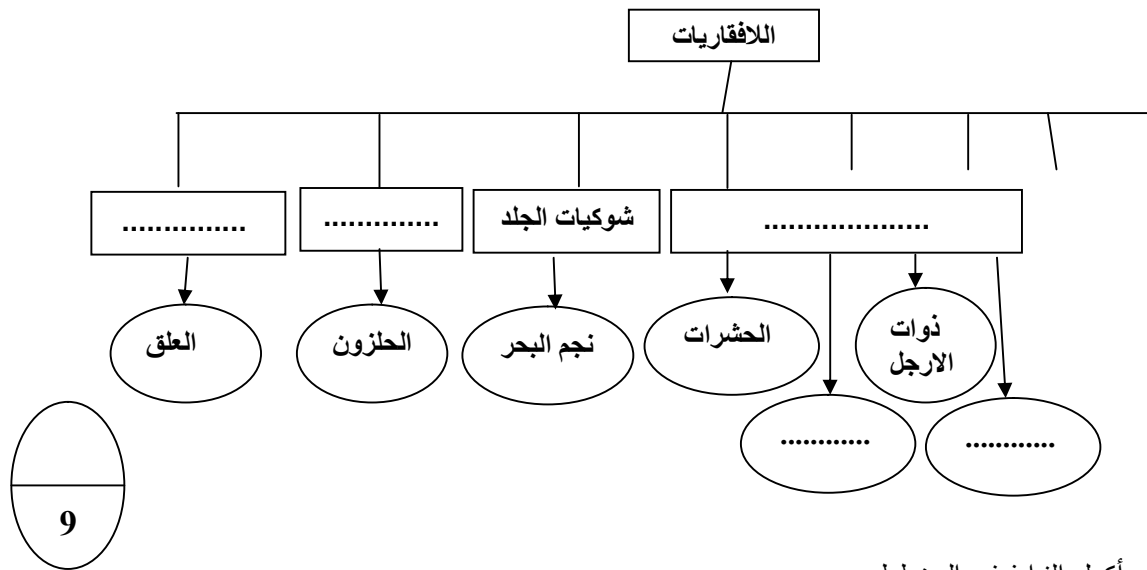 اللافقاريات
....................
شوكيات الجلد
..............
...............
ذوات
الارجل
الحشرات
نجم البحر
الحلزون
العلق
............
............
9